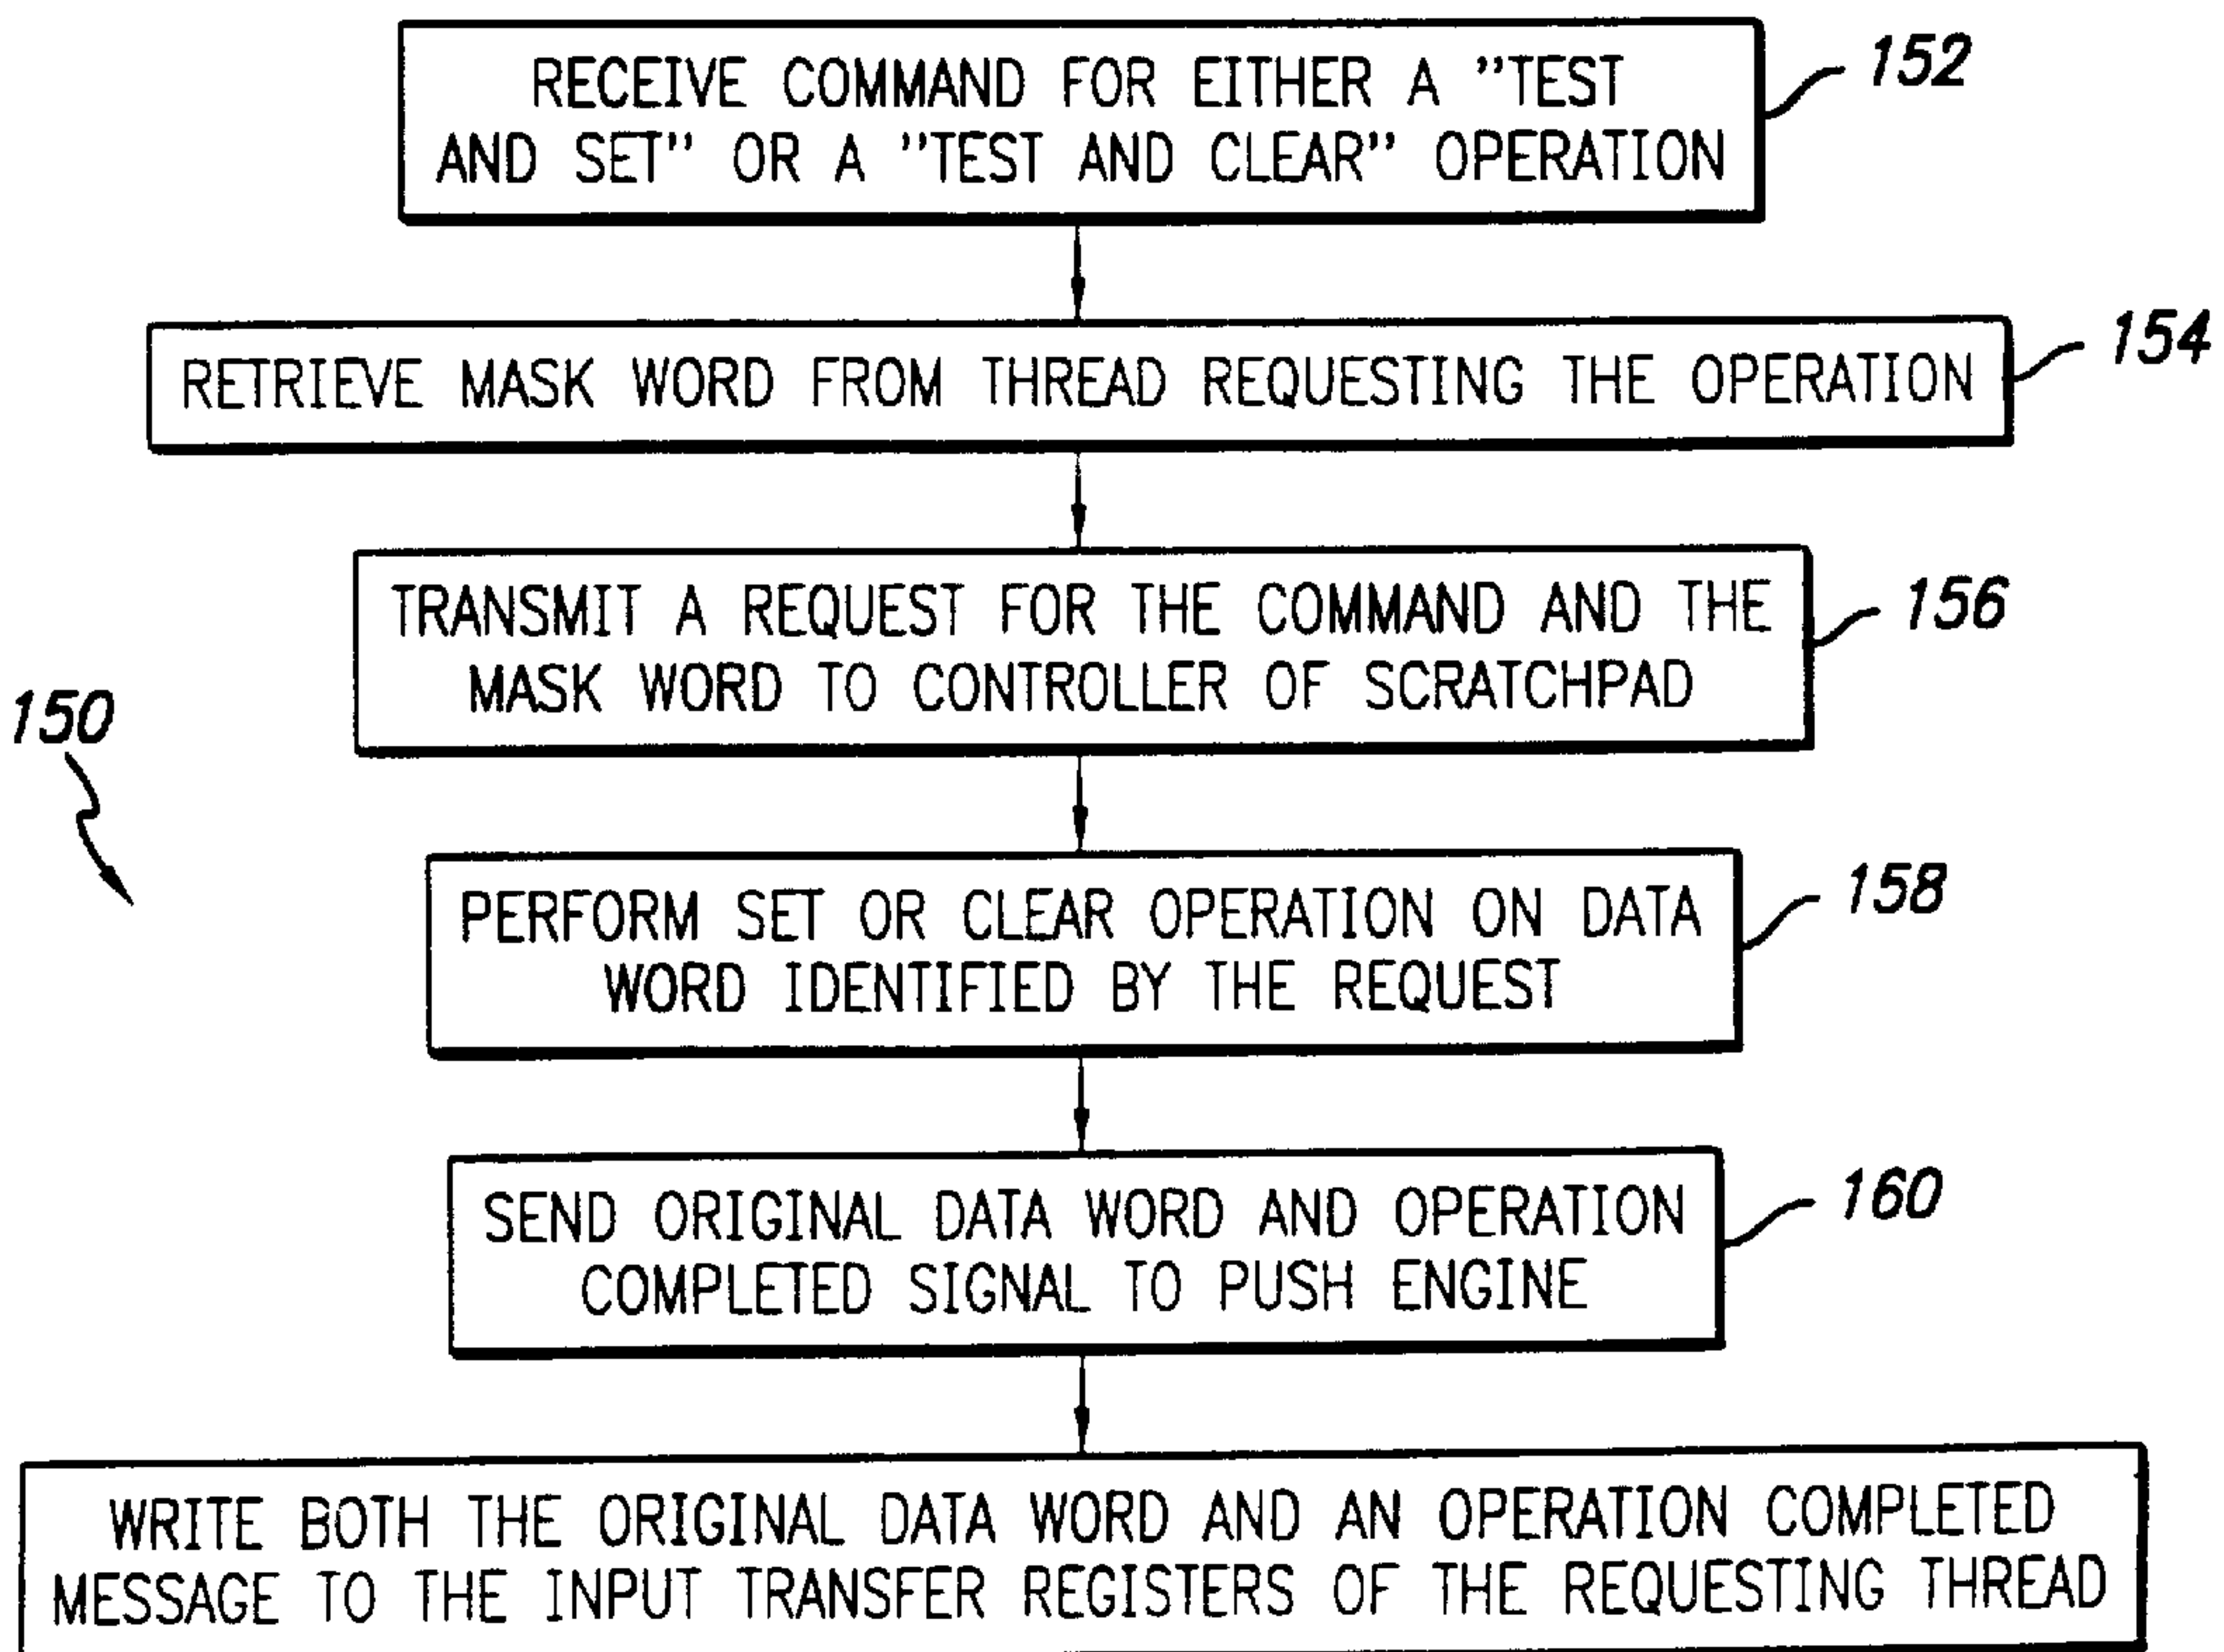 RECEIVE COMMAND FOR EITHER A "TEST
AND SET" OR A "TEST AND CLEAR" OPERATION
152
RETRIEVE MASK WORD FROM THREAD REQUESTING THE OPERATION
154
TRANSMIT A REQUEST FOR THE COMMAND AND THE
MASK WORD TO CONTROLLER OF SCRATCHPAD
156
150
PERFORM SET OR CLEAR OPERATION ON DATA
WORD IDENTIFIED BY THE REQUEST
158
SEND ORIGINAL DATA WORD AND OPERATION
COMPLETED SIGNAL TO PUSH ENGINE
160
WRITE BOTH THE ORIGINAL DATA WORD AND AN OPERATION COMPLETED
MESSAGE TO THE INPUT TRANSFER REGISTERS OF THE REQUESTING THREAD